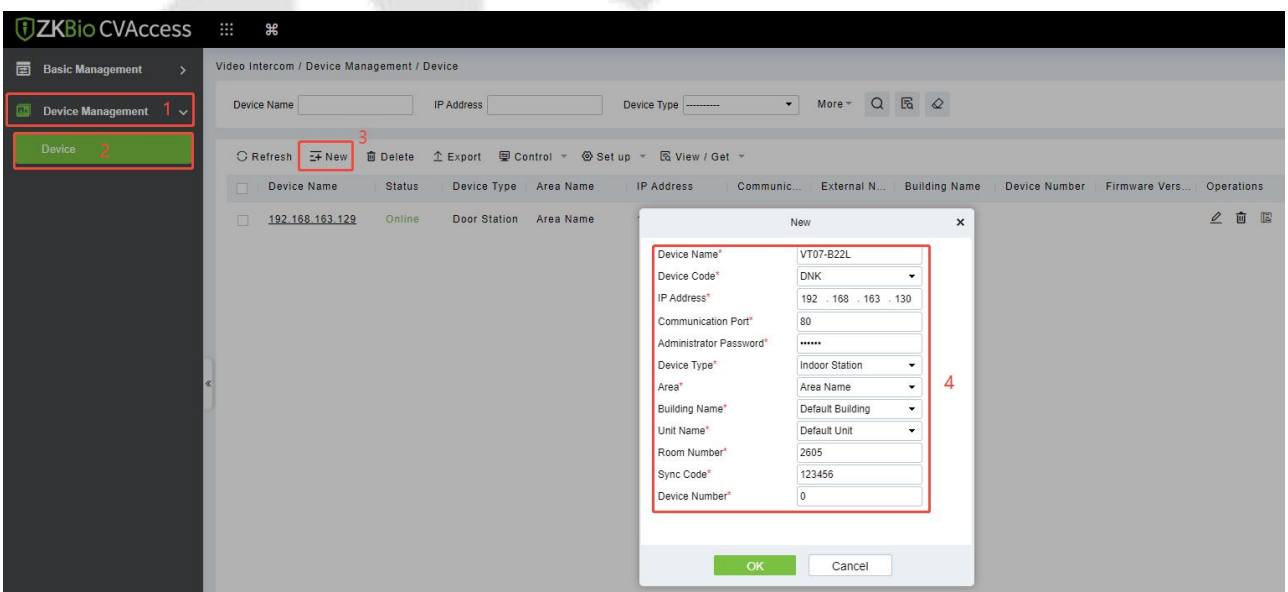 ZKBio CVAccess
Basic Management
Device Management 1
Device 2
Video Intercom / Device Management / Device
Device Name IP Address Device Type ---------- More
3
Refresh New Delete Export Control Set up View / Get
Device Name Status Device Type Area Name IP Address Communic... External N... Building Name Device Number Firmware Vers... Operations
192.168.163.129 Online Door Station Area Name
New
Device Name* VT07-B22L
Device Code* DNK
IP Address* 192 . 168 . 163 . 130
Communication Port* 80
Administrator Password* ••••••
Device Type* Indoor Station
Area* Area Name
4
Building Name* Default Building
Unit Name* Default Unit
Room Number* 2605
Sync Code* 123456
Device Number* 0
OK Cancel